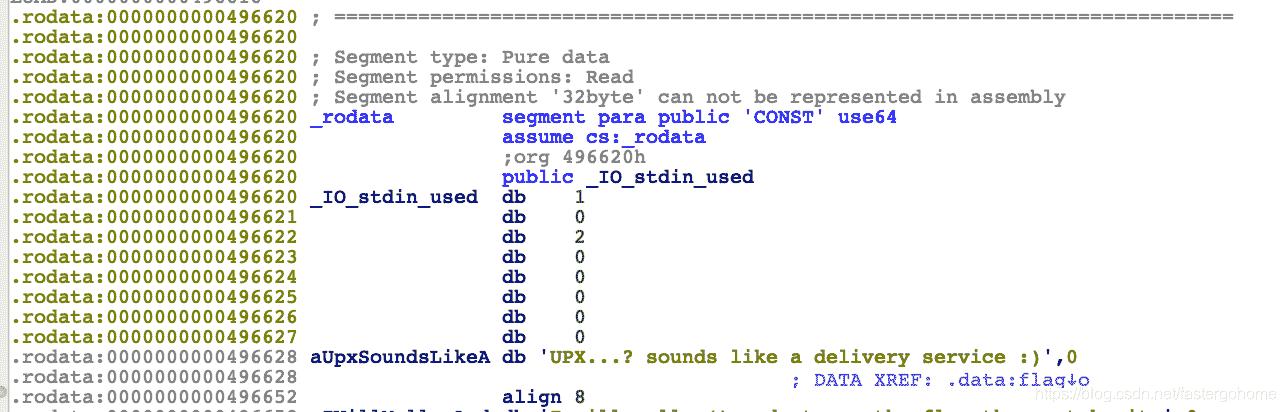 .rodata:0000000000496620 ; ===========================================================================
.rodata:0000000000496620
.rodata:0000000000496620 ; Segment type: Pure data
.rodata:0000000000496620 ; Segment permissions: Read
.rodata:0000000000496620 ; Segment alignment '32byte' can not be represented in assembly
.rodata:0000000000496620 _rodata segment para public 'CONST' use64
.rodata:0000000000496620 assume cs:_rodata
.rodata:0000000000496620 ;org 496620h
.rodata:0000000000496620 public _IO_stdin_used
.rodata:0000000000496620 _IO_stdin_used db 1
.rodata:0000000000496621 db 0
.rodata:0000000000496622 db 2
.rodata:0000000000496623 db 0
.rodata:0000000000496624 db 0
.rodata:0000000000496625 db 0
.rodata:0000000000496626 db 0
.rodata:0000000000496627 db 0
.rodata:0000000000496628 aUpxSoundsLikeA db 'UPX...? sounds like a delivery service :)',0
.rodata:0000000000496628 ; DATA XREF: .data:flag↓o
.rodata:0000000000496652 align 8
https://blog.csdn.net/fastergohome